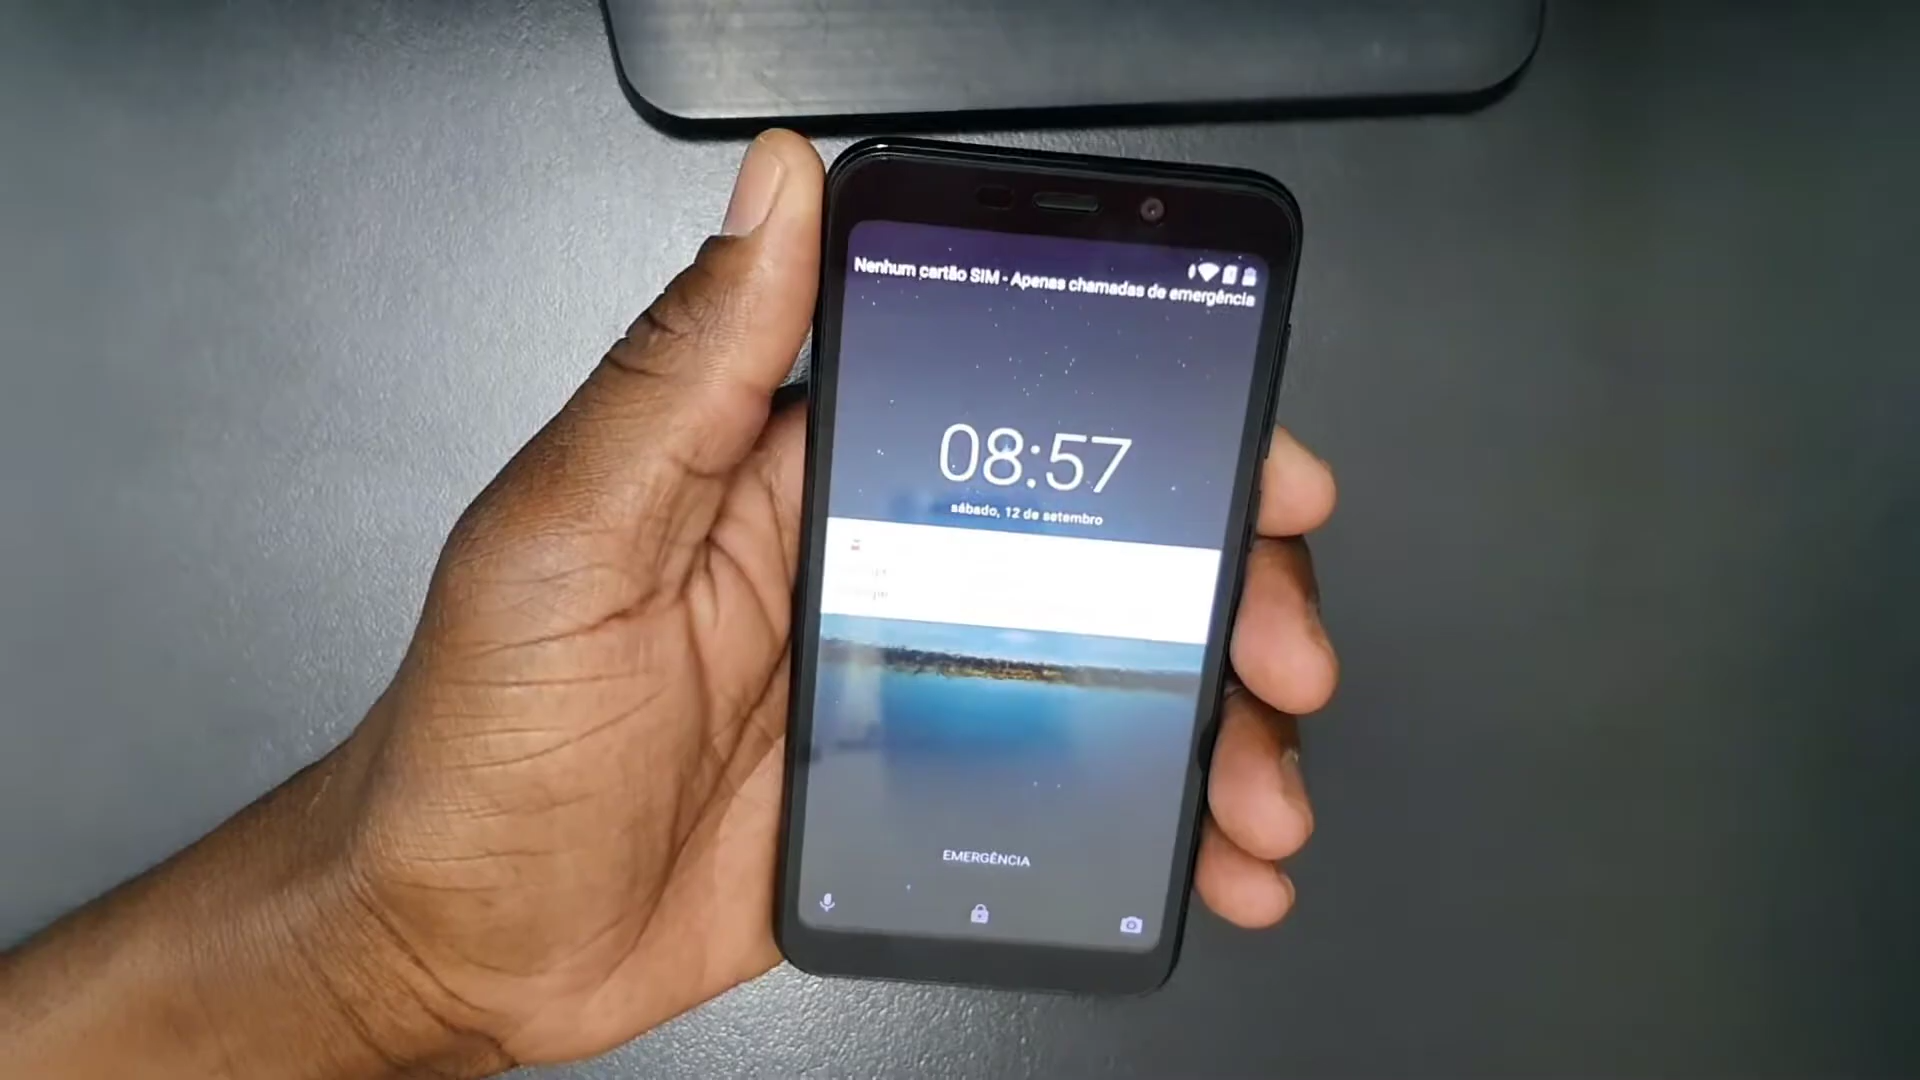 Nenhum cartão SIM - Apenas chamadas de emergência
08:57
sábado, 12 de setembro
EMERGÊNCIA